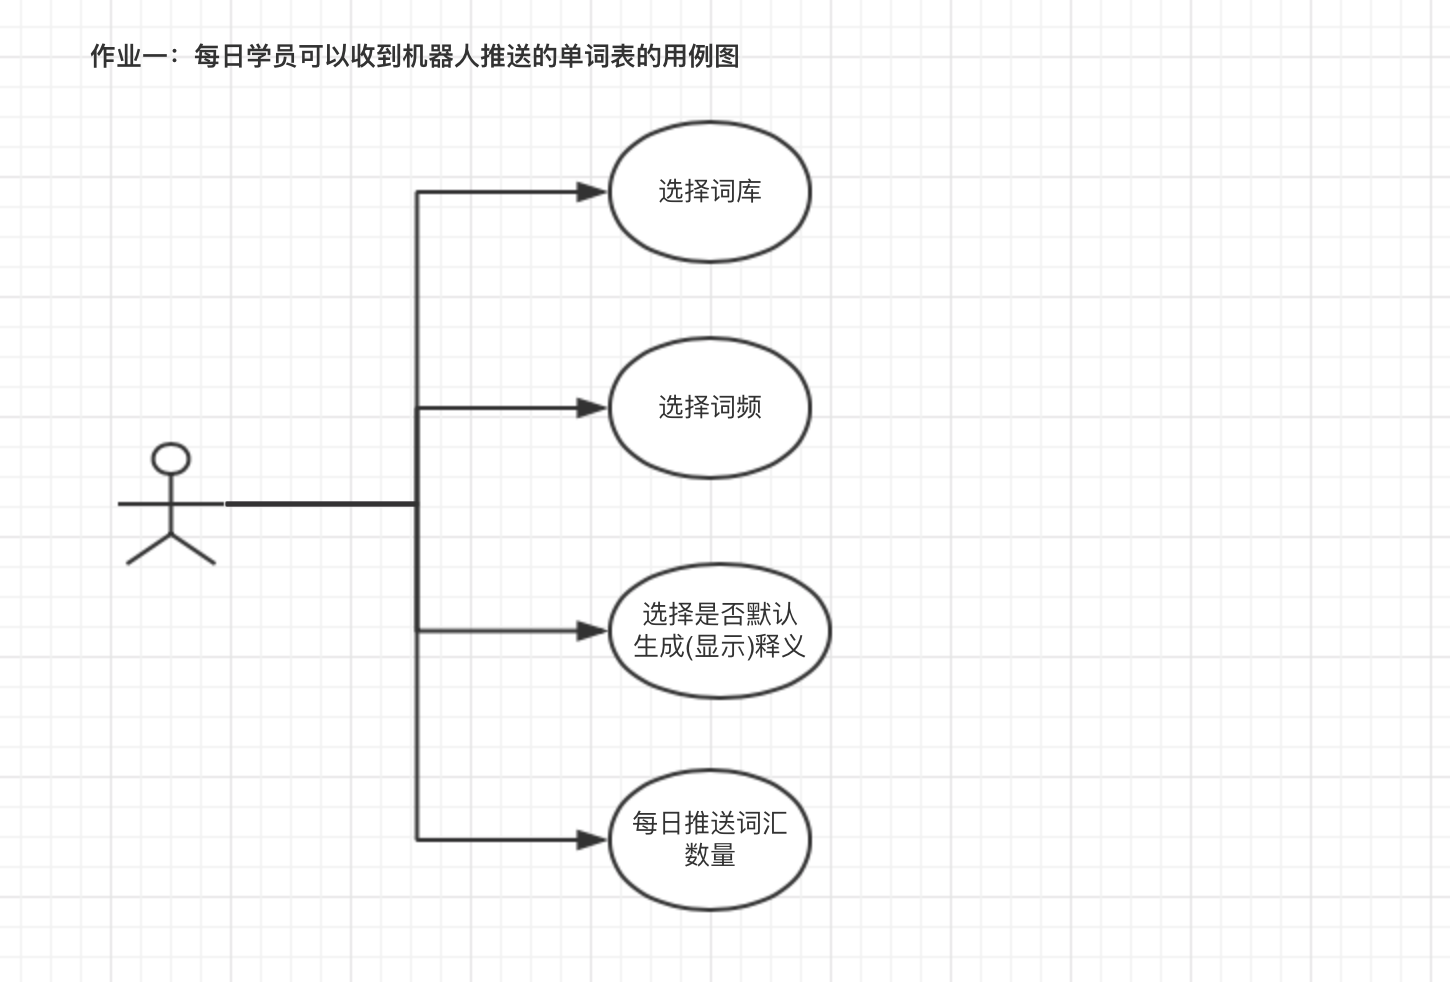 作业一：每日学员可以收到机器人推送的单词表的用例图
选择词库
选择词频
选择是否默认
生成(显示)释义
每日推送词汇
数量